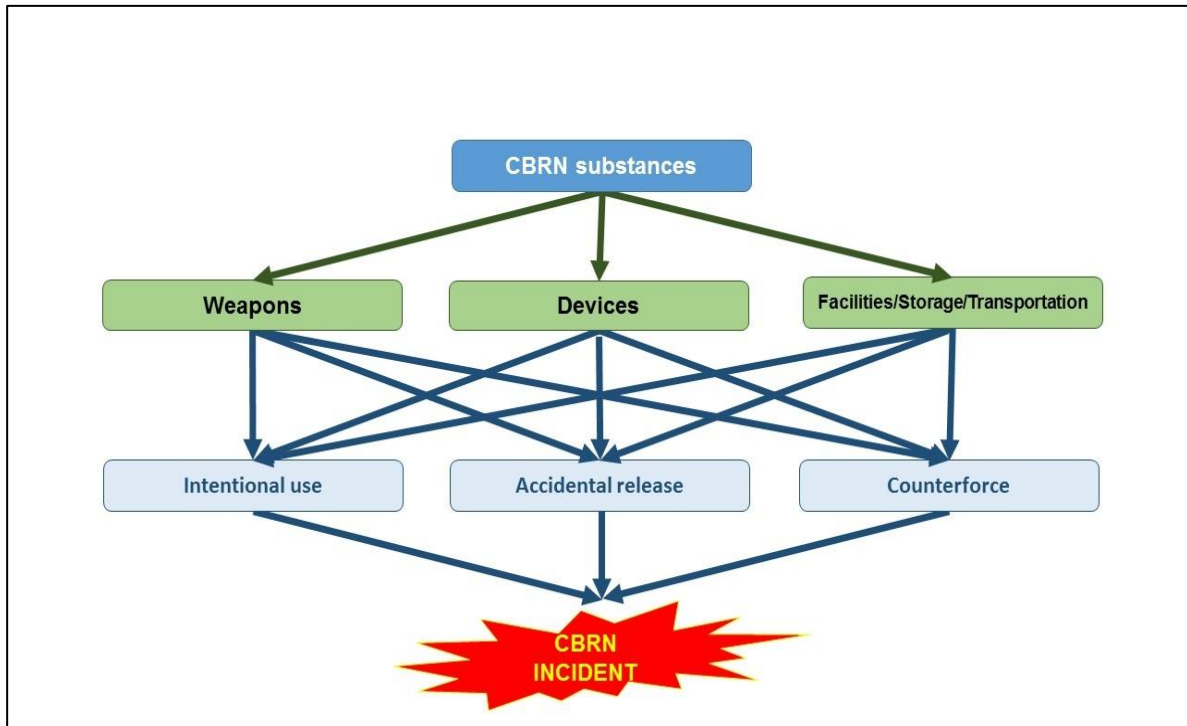 CBRN substances
Weapons
Devices
Facilities/Storage/Transportation
Intentional use
Accidental release
Counterforce
CBRN
INCIDENT